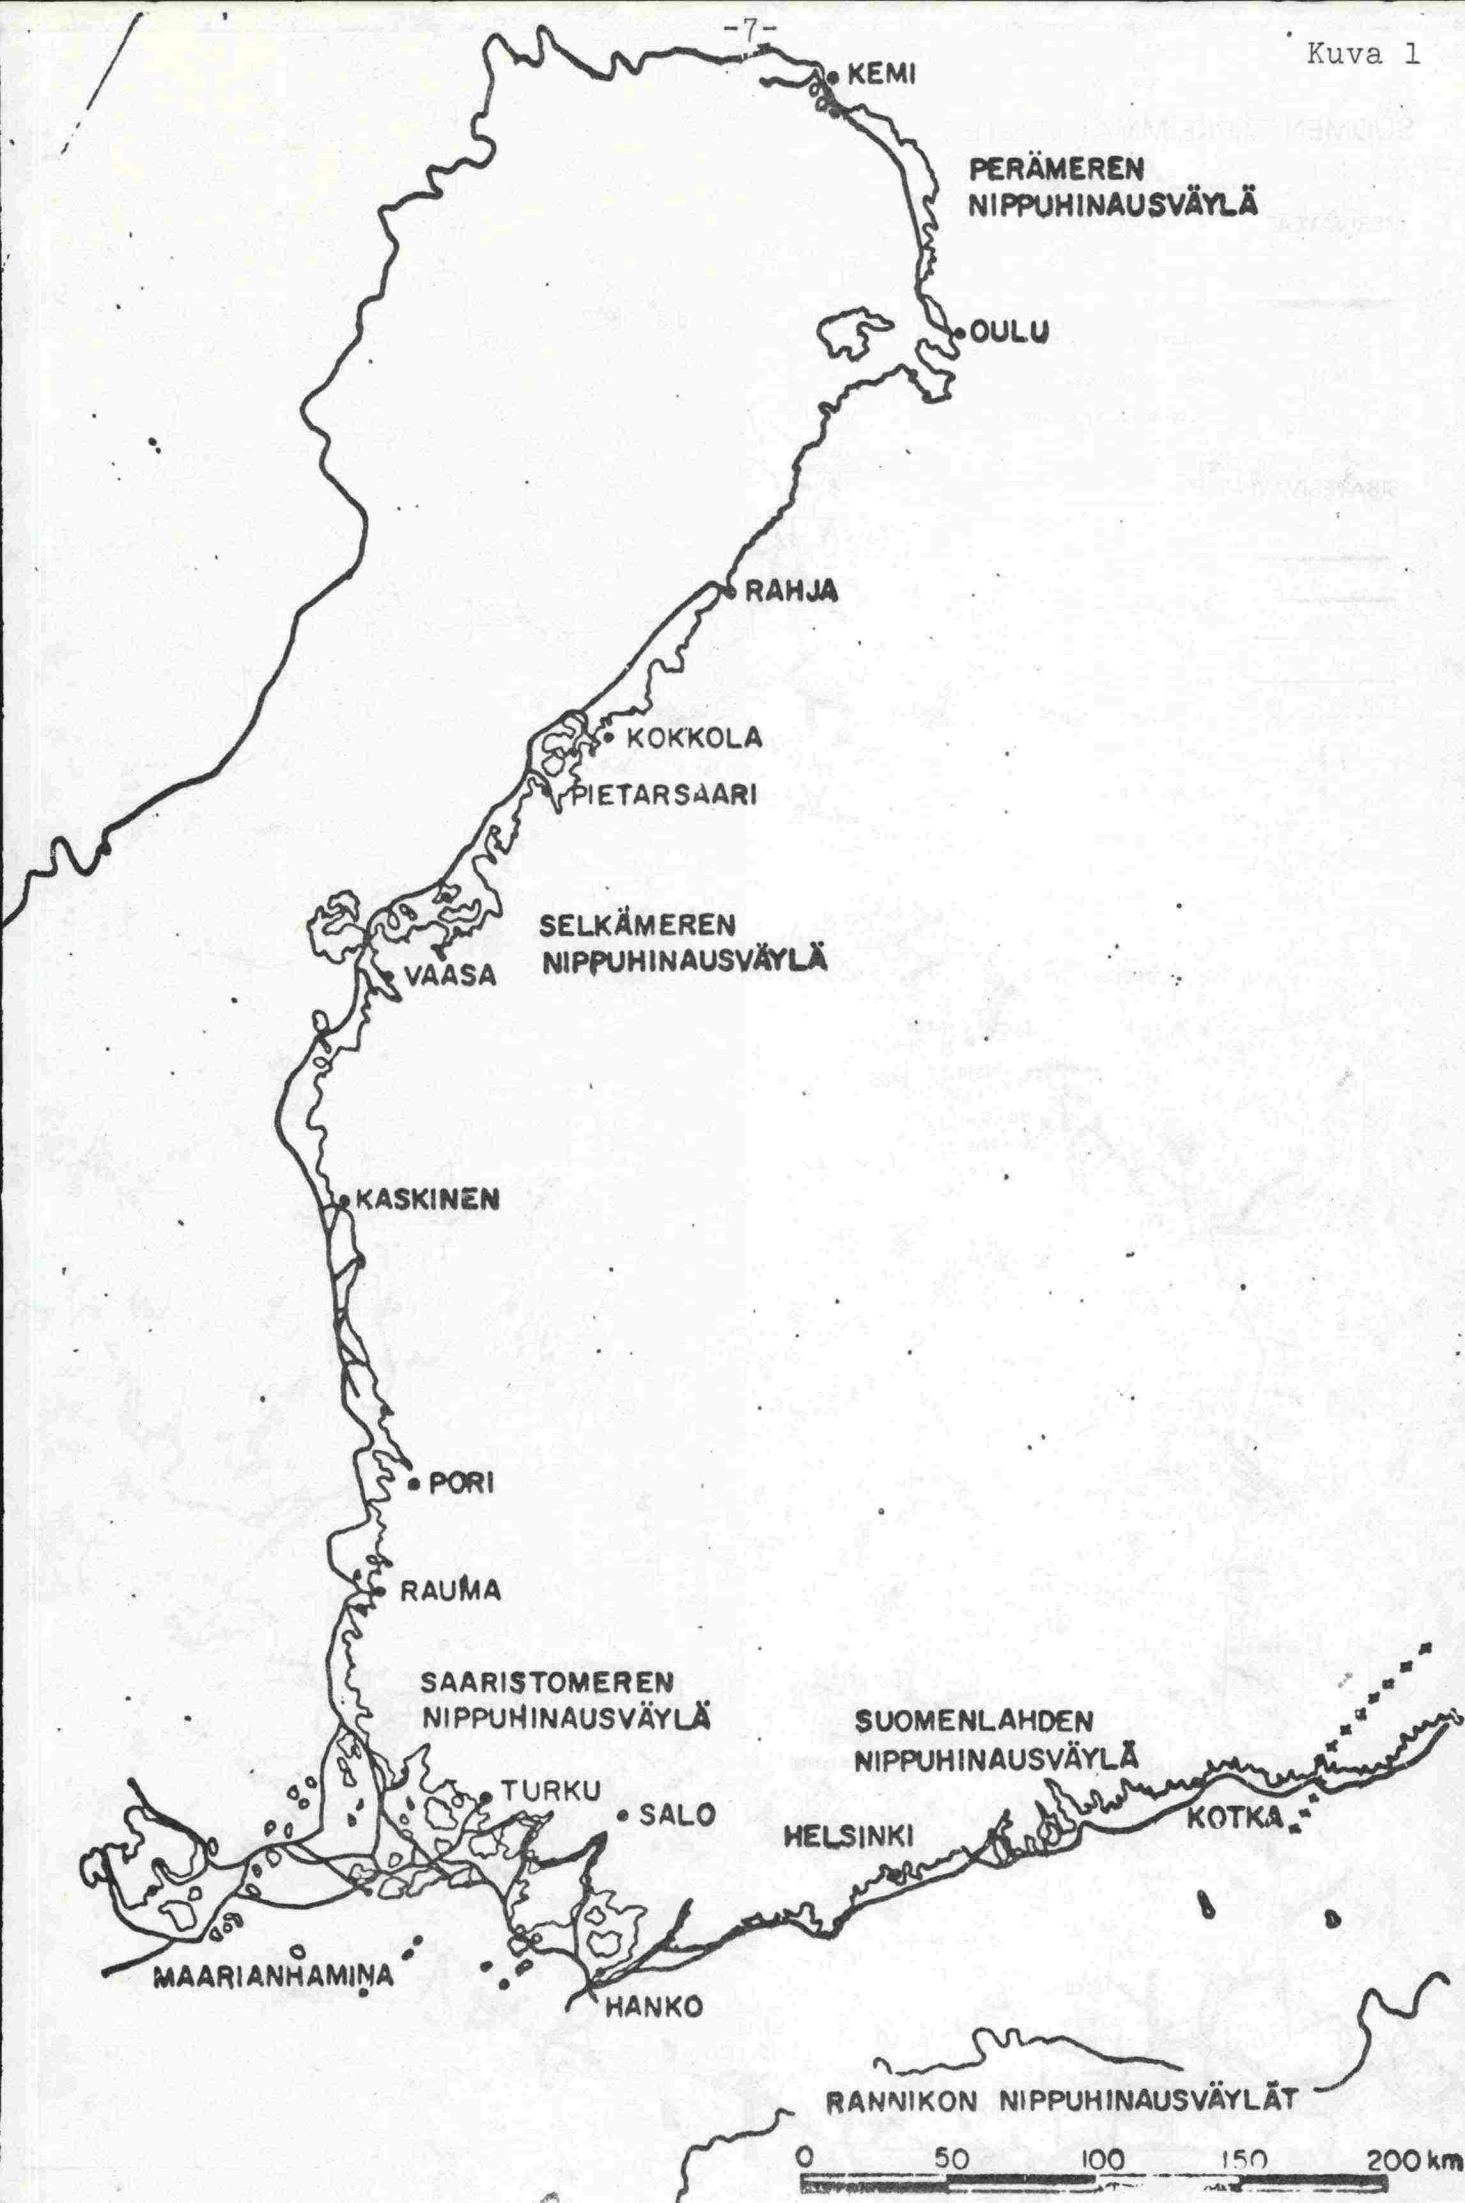 -7-
Kuva 1
KEMI
PERÄMEREN
NIPPUHINAUSVÄYLÄ
OULU
RAHJA
KOKKOLA
PIETARSAARI
SELKÄMEREN
NIPPUHINAUSVÄYLÄ
VAASA
KASKINEN
PORI
RAUMA
SAARISTOMEREN
NIPPUHINAUSVÄYLÄ
SUOMENLAHDEN
NIPPUHINAUSVÄYLÄ
TURKU
SALO
HELSINKI
KOTKA
MAARIANHAMINA
HANKO
RANNIKON NIPPUHINAUSVÄYLÄT
0 50 100 150 200 km